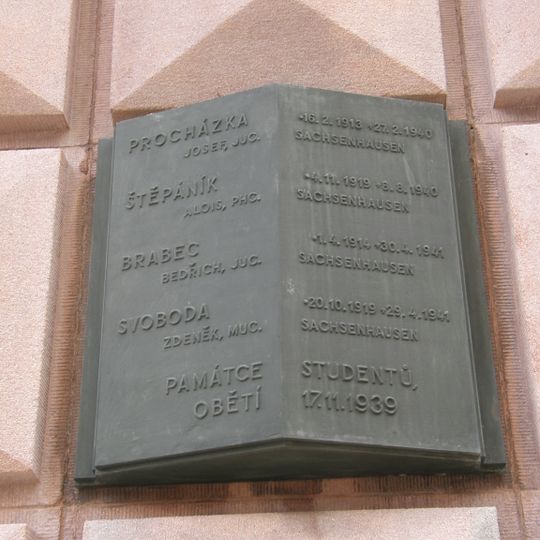 PROCHÁZKA
JOSEF, JUC.
ŠTĚPÁNÍK
ALOIS, PHC.
BRABEC
BEDŘICH, JUC.
SVOBODA
ZDENĚK, MUC.
PAMÁTCE
OBĚTÍ
*16.2.1913 +27.2.1940
SACHSENHAUSEN
*4.11.1919 +8.8.1940
SACHSENHAUSEN
*1.4.1914 +30.4.1941
SACHSENHAUSEN
*20.10.1919 +29.4.1941
SACHSENHAUSEN
STUDENTŮ,
17.11.1939